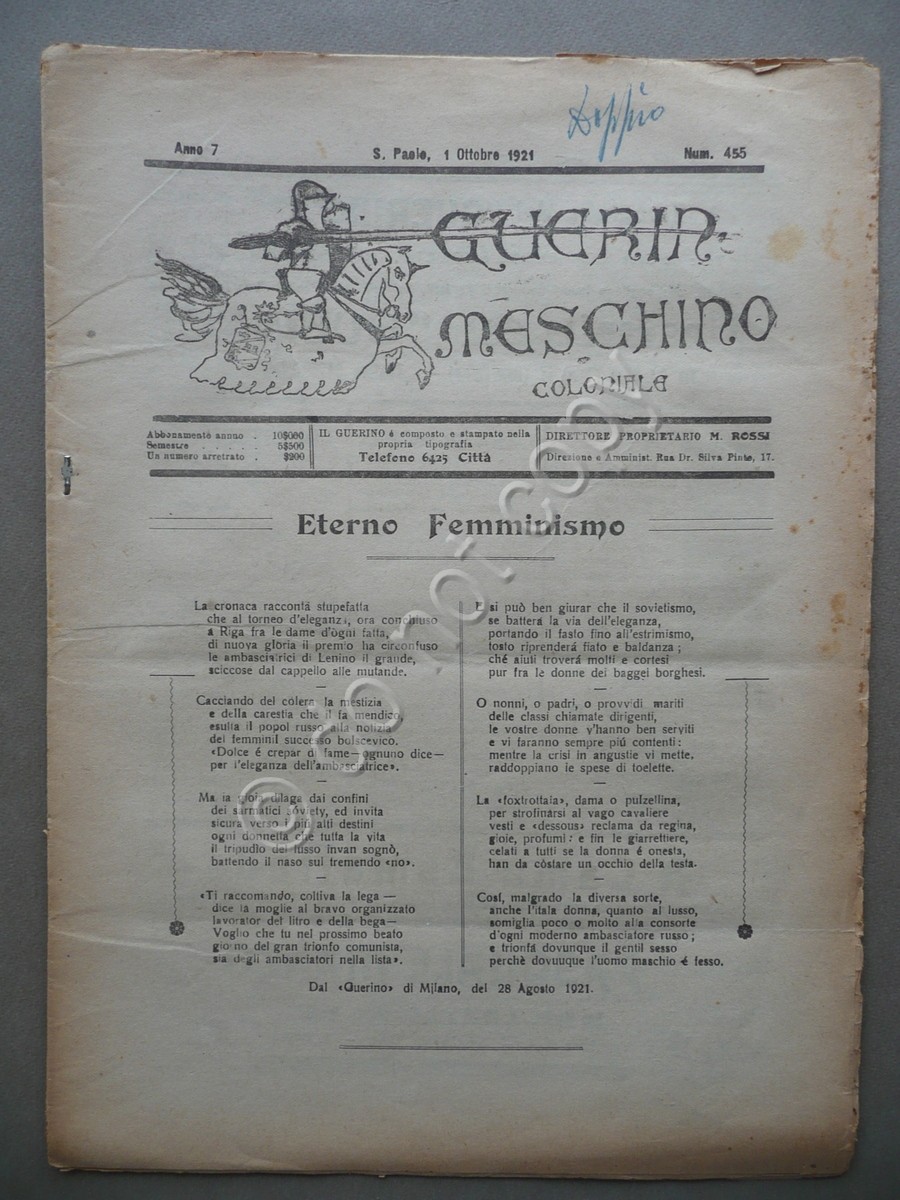 Doppio
Anno 7
S. Paolo, 1 Ottobre 1921
Num. 455
GUERIN
MESCHINO
COLONIALE
Abbonamento annuo . 10$000
Semestre . . . . 5$500
Un numero arretrato . $200
IL GUERINO é composto e stampato nella
propria tipografia
Telefono 6425 Città
DIRETTORE PROPRIETARIO M. ROSSI
Direzione e Amminist. Rua Dr. Silva Pinto, 17.
Eterno Femminismo
La cronaca racconta stupefatta
che al torneo d'eleganza, ora conchiuso
a Riga fra le dame d'ògni fatta,
di nuova gloria il premio ha circonfuso
le ambasciatrici di Lenino il grande,
sciccose dal cappello alle mutande.
—
Cacciando del colera la mestizia
e della carestia che il fa mendico,
esulta il popol russo alla notizia
del femminil successo bolscevico.
«Dolce é crepar di fame—ognuno dice—
per l'eleganza dell'ambasciatrice».
—
Ma la gioia dilaga dai confini
dei sarmatici sóviety, ed invita
sicura verso i più alti destini
ogni donnetta che tutta la vita
il tripudio del lusso invan sognò,
battendo il naso sul tremendo «no».
—
«Ti raccomando, coltiva la lega —
dice la moglie al bravo organizzato
lavorator del litro e della bega—
Voglio che tu nel prossimo beato
giorno del gran trionfo comunista,
sia degli ambasciatori nella lista».
E si può ben giurar che il sovietismo,
se batterà la via dell'eleganza,
portando il fasto fino all'estrimismo,
tosto riprenderá fiato e baldanza ;
ché aiuti troverá molti e cortesi
pur fra le donne dei baggei borghesi.
—
O nonni, o padri, o provvidi mariti
delle classi chiamate dirigenti,
le vostre donne v'hanno ben serviti
e vi faranno sempre piú contenti :
mentre la crisi in angustie vi mette,
raddoppiano le spese di toelette.
—
La «foxtrottaia», dama o pulzellina,
per strofinarsi al vago cavaliere
vesti e «dessous» reclama da regina,
gioie, profumi : e fin le giarrettiere,
celati a tutti se la donna é onesta,
han da cóstare un occhio della testa.
—
Cosí, malgrado la diversa sorte,
anche l'itala donna, quanto al lusso,
somiglia poco o molto alla consorte
d'ogni moderno ambasciatore russo ;
e trionfá dovunque il gentil sesso
perchè dovuuque l'uomo maschio é fesso.
Dal «Guerino» di Milano, del 28 Agosto 1921.
© do not copy